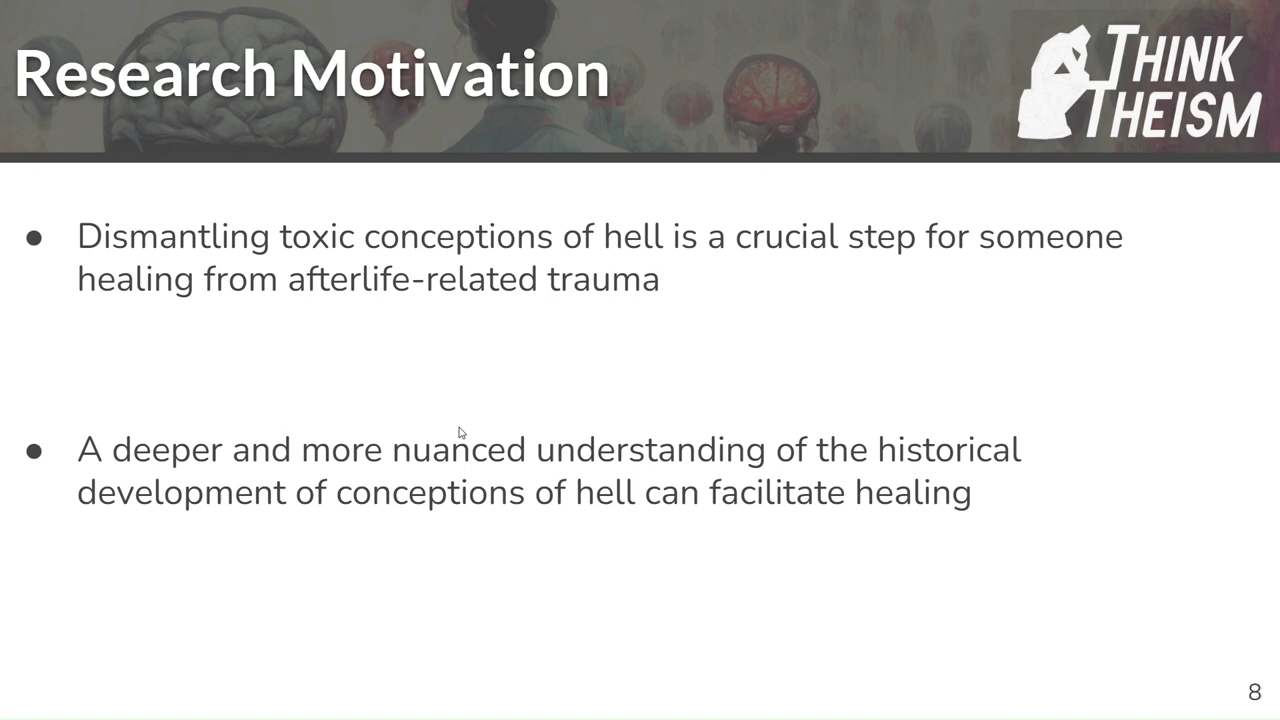 Research Motivation
THINK
THEISM
● Dismantling toxic conceptions of hell is a crucial step for someone
healing from afterlife-related trauma
● A deeper and more nuanced understanding of the historical
development of conceptions of hell can facilitate healing
8